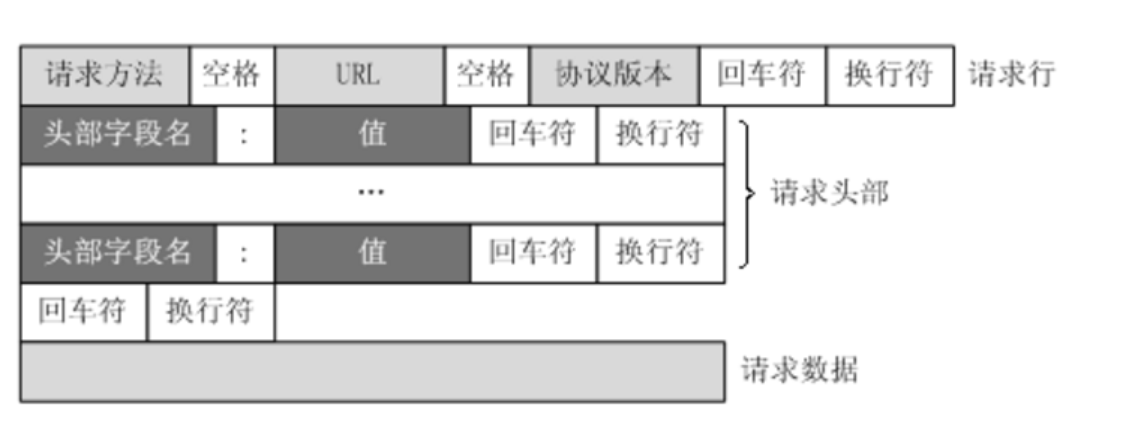 请求方法 空格 URL 空格 协议版本 回车符 换行符 请求行
头部字段名 : 值 回车符 换行符
... 请求头部
头部字段名 : 值 回车符 换行符
回车符 换行符
请求数据